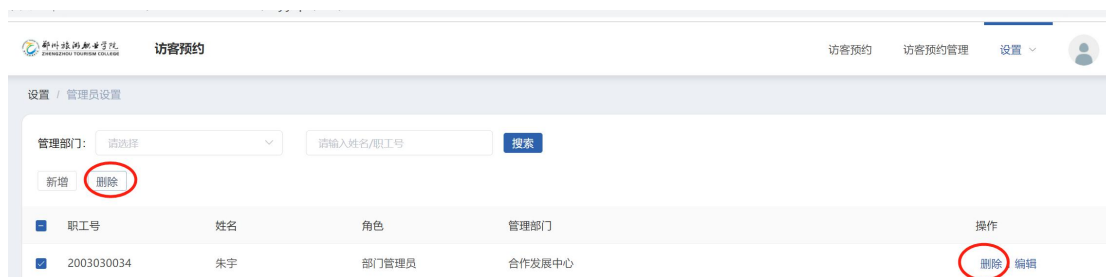 郑州旅游职业学院
ZHENGZHOU TOURISM COLLEGE
访客预约
访客预约 访客预约管理 设置
设置 / 管理员设置
管理部门： 请选择 请输入姓名/职工号 搜索
新增 删除
职工号 姓名 角色 管理部门 操作
2003030034 朱宇 部门管理员 合作发展中心 删除 编辑